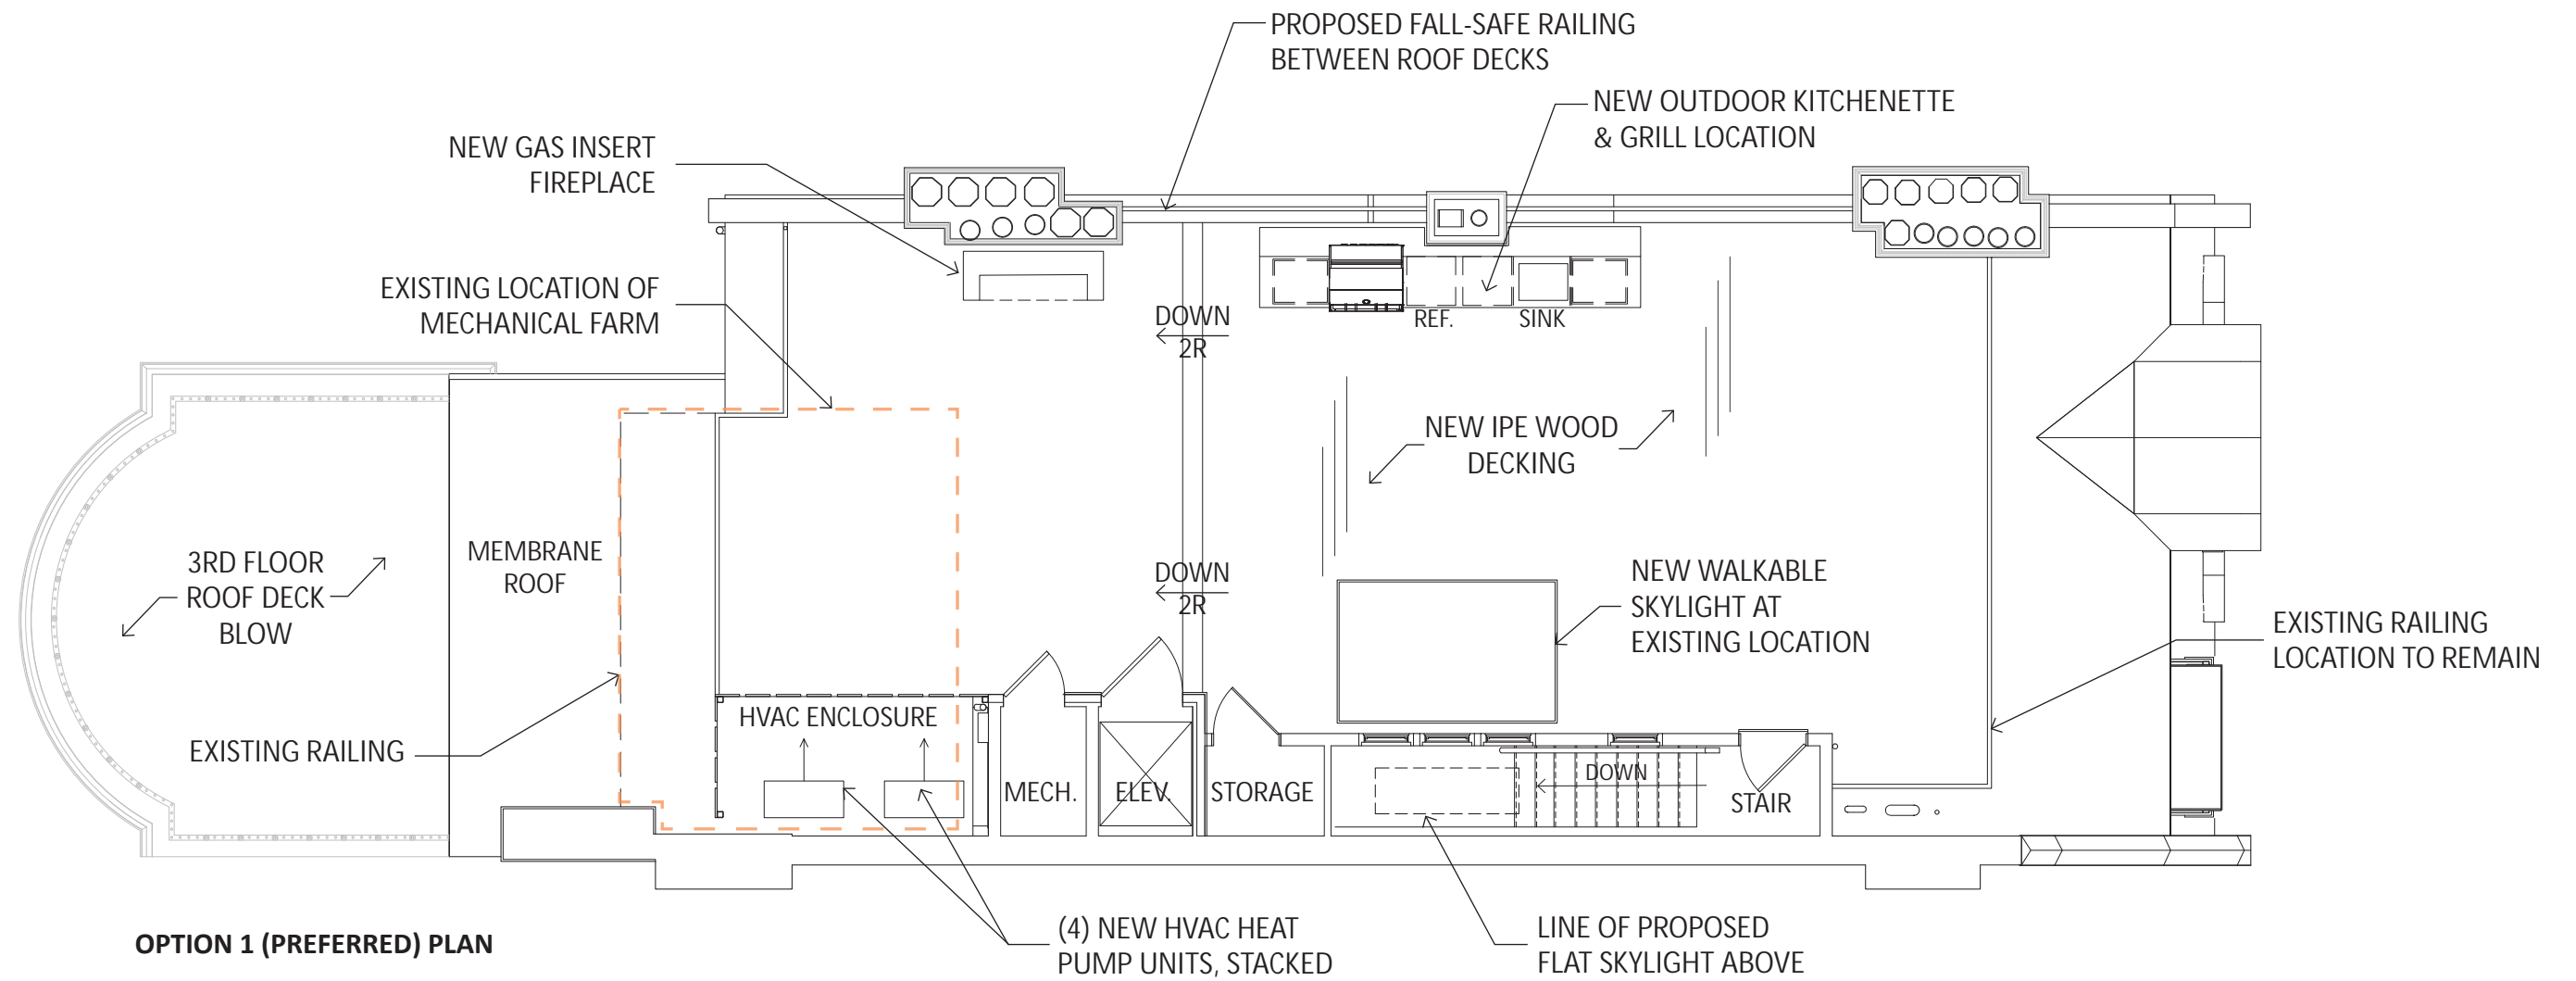 PROPOSED FALL-SAFE RAILING
BETWEEN ROOF DECKS
NEW OUTDOOR KITCHENETTE
& GRILL LOCATION
NEW GAS INSERT
FIREPLACE
EXISTING LOCATION OF
MECHANICAL FARM
DOWN
2R
REF.
SINK
NEW IPE WOOD
DECKING
3RD FLOOR
ROOF DECK
BLOW
MEMBRANE
ROOF
DOWN
2R
NEW WALKABLE
SKYLIGHT AT
EXISTING LOCATION
EXISTING RAILING
LOCATION TO REMAIN
EXISTING RAILING
HVAC ENCLOSURE
MECH.
ELEV.
STORAGE
DOWN
STAIR
(4) NEW HVAC HEAT
PUMP UNITS, STACKED
LINE OF PROPOSED
FLAT SKYLIGHT ABOVE
OPTION 1 (PREFERRED) PLAN